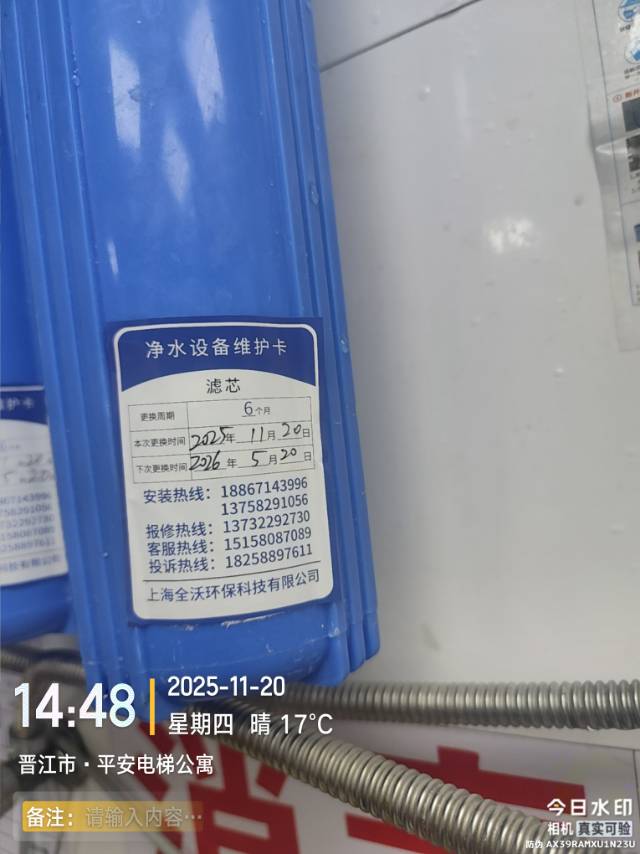 净水设备维护卡
滤芯
更换周期 6个月
本次更换时间 2025年 11月 20日
下次更换时间 2026年 5月 20日
安装热线：18867143996
13758291056
报修热线：13732292730
客服热线：15158087089
投诉热线：18258897611
上海全沃环保科技有限公司
维护卡
14:48
2025-11-20
星期四 晴 17°C
晋江市·平安电梯公寓
备注：请输入内容…
今日水印
相机 真实可验
防伪 AX39RAMXU1N23U